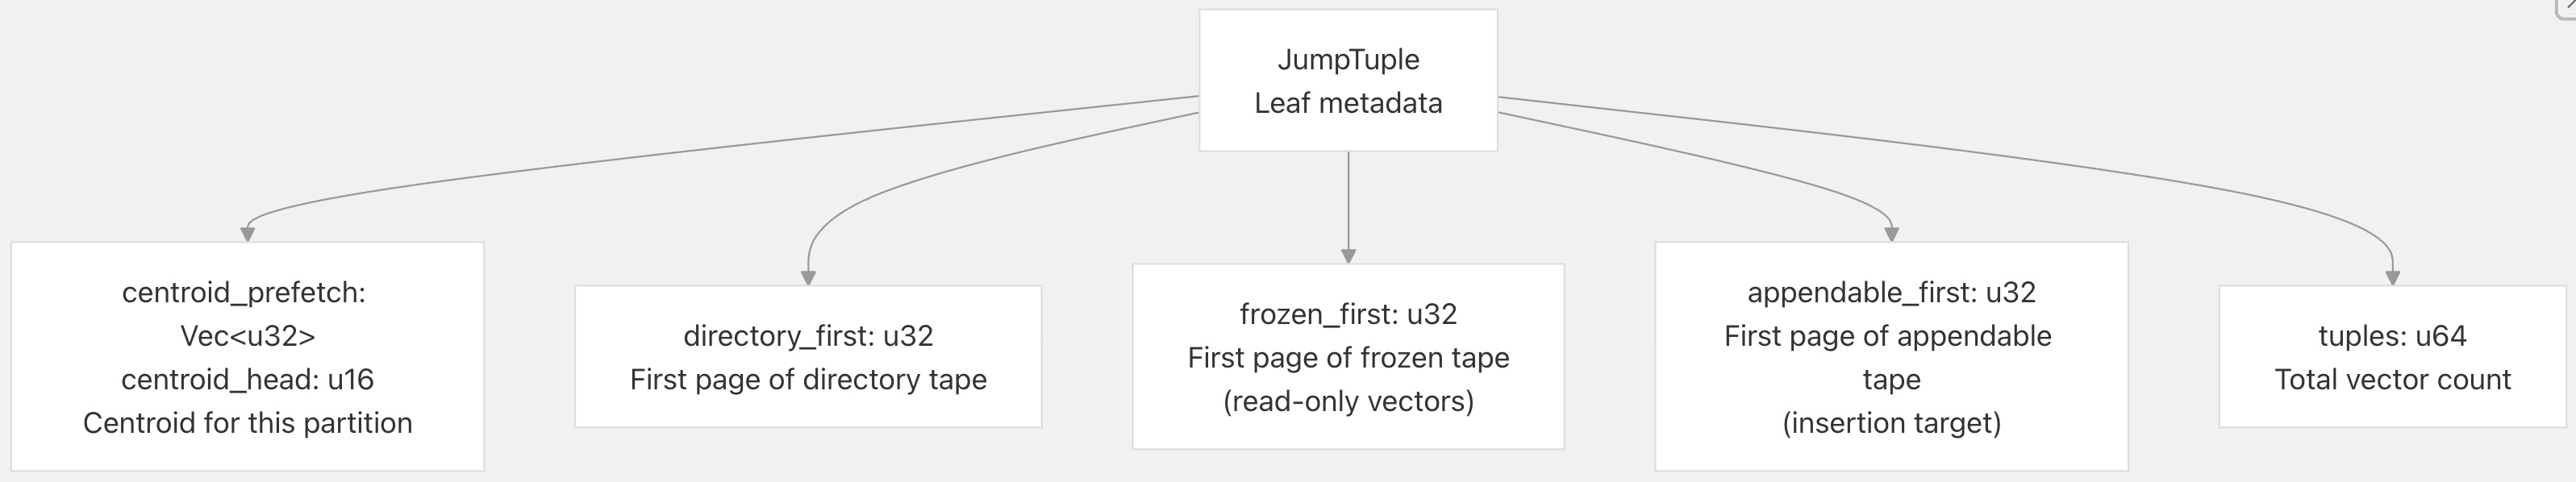 JumpTuple
Leaf metadata
centroid_prefetch:
Vec<u32>
centroid_head: u16
Centroid for this partition
directory_first: u32
First page of directory tape
frozen_first: u32
First page of frozen tape
(read-only vectors)
appendable_first: u32
First page of appendable
tape
(insertion target)
tuples: u64
Total vector count